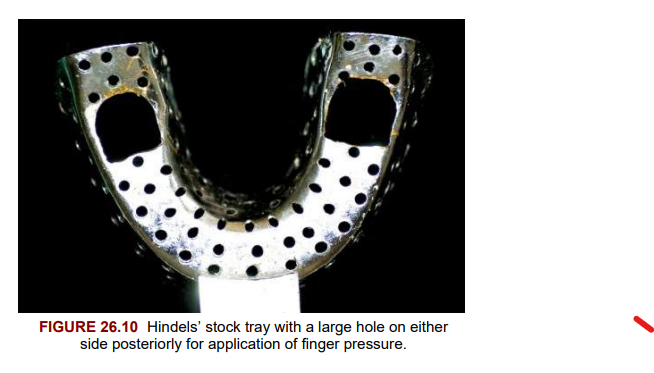 FIGURE 26.10 Hindels’ stock tray with a large hole on either
side posteriorly for application of finger pressure.